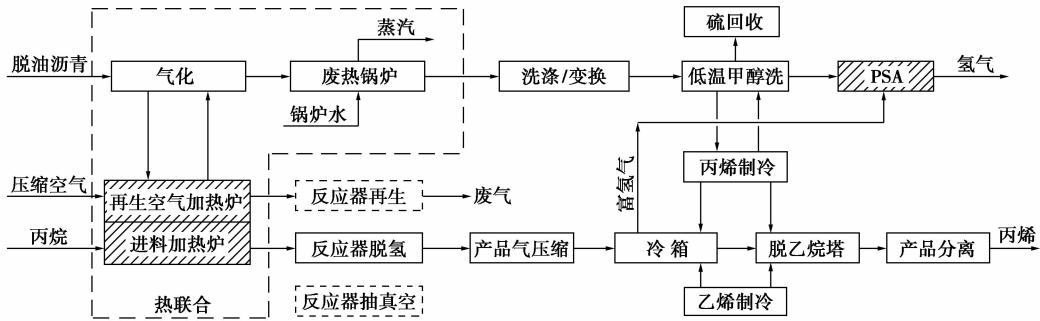 硫回收
蒸汽
脱油沥青
气化
废热锅炉
洗涤/变换
低温甲醇洗
PSA
氢气
锅炉水
富氢气
丙烯制冷
压缩空气
再生空气加热炉
反应器再生
废气
丙烷
进料加热炉
反应器脱氢
产品气压缩
冷箱
脱乙烷塔
产品分离
丙烯
热联合
反应器抽真空
乙烯制冷